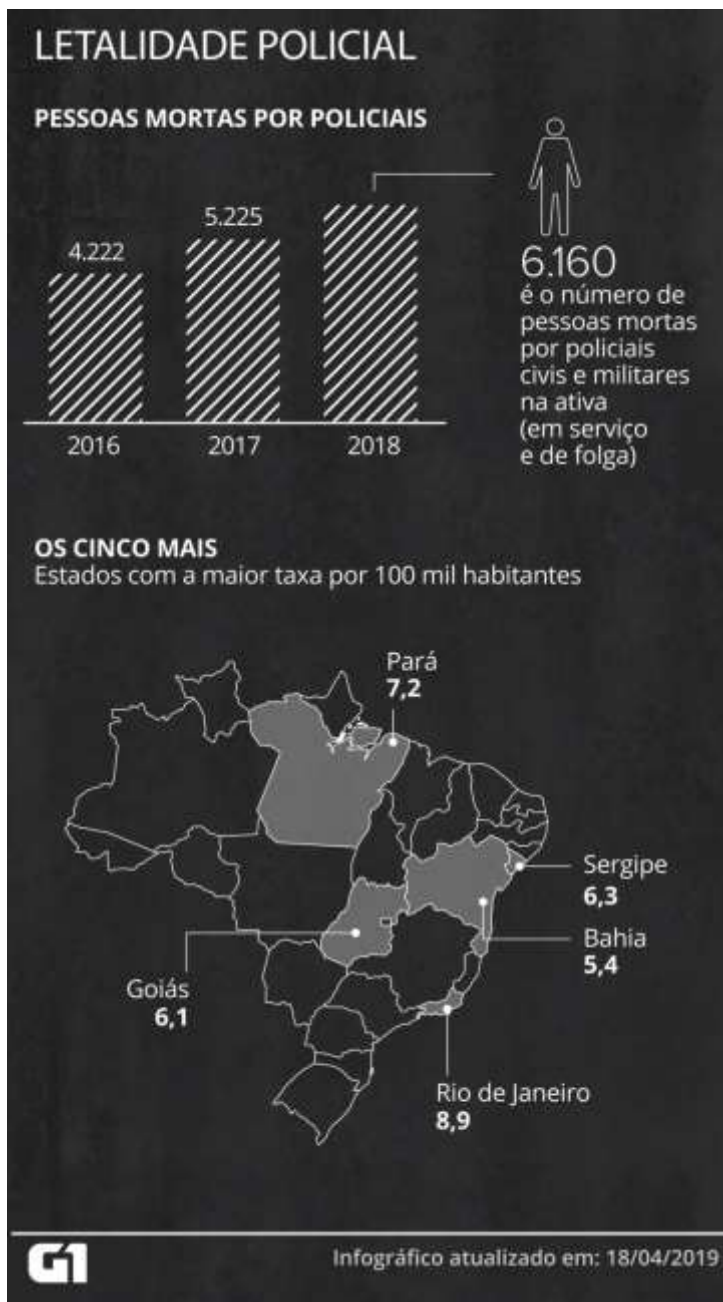 LETALIDADE POLICIAL
PESSOAS MORTAS POR POLICIAIS
4.222
5.225
2016
2017
2018
6.160
é o número de
pessoas mortas
por policiais
civis e militares
na ativa
(em serviço
e de folga)
OS CINCO MAIS
Estados com a maior taxa por 100 mil habitantes
Pará
7,2
Sergipe
6,3
Bahia
5,4
Goiás
6,1
Rio de Janeiro
8,9
G1
Infográfico atualizado em: 18/04/2019